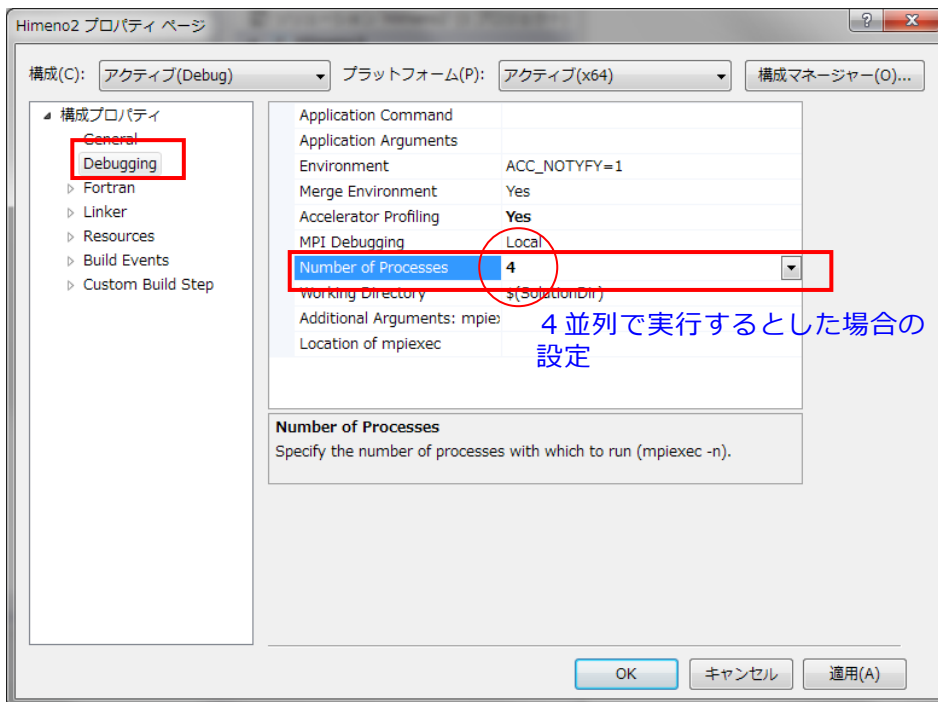 Himeno2 プロパティ ページ
構成(C): アクティブ(Debug) プラットフォーム(P): アクティブ(x64) 構成マネージャー(O)...
構成プロパティ
General
Debugging
Fortran
Linker
Resources
Build Events
Custom Build Step
Application Command
Application Arguments
Environment ACC_NOTYFY=1
Merge Environment Yes
Accelerator Profiling Yes
MPI Debugging Local
Number of Processes 4
Working Directory $(SolutionDir)
Additional Arguments: mpiex
Location of mpiexec
４並列で実行するとした場合の
設定
Number of Processes
Specify the number of processes with which to run (mpiexec -n).
OK キャンセル 適用(A)